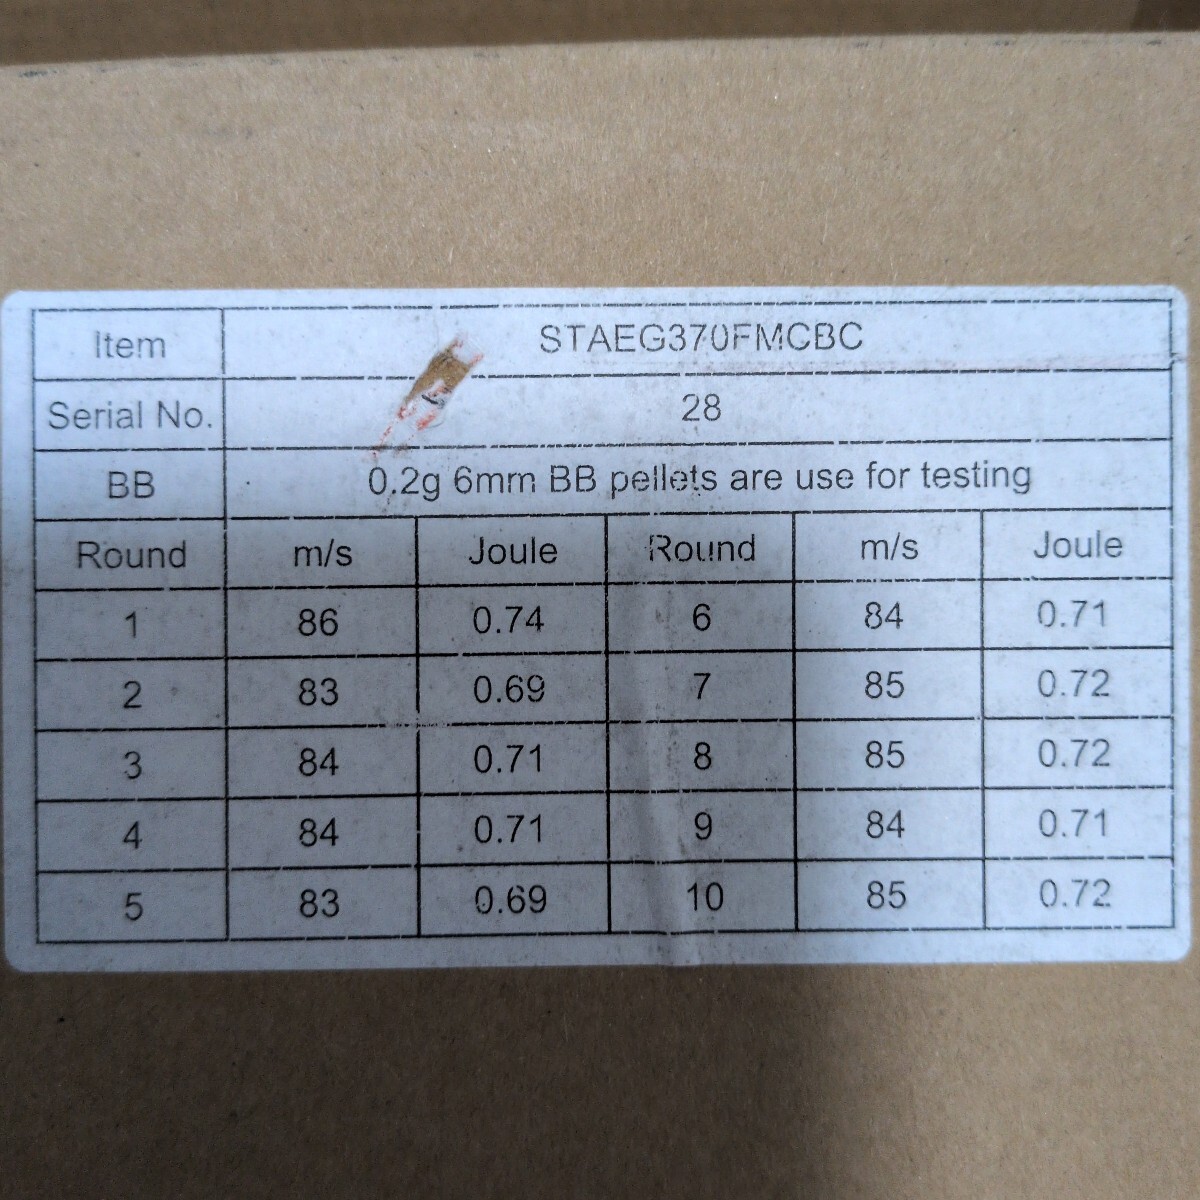 Item STAEG370FMCBC
Serial No. 28
BB 0.2g 6mm BB pellets are use for testing
Round m/s Joule Round m/s Joule
1 86 0.74 6 84 0.71
2 83 0.69 7 85 0.72
3 84 0.71 8 85 0.72
4 84 0.71 9 84 0.71
5 83 0.69 10 85 0.72